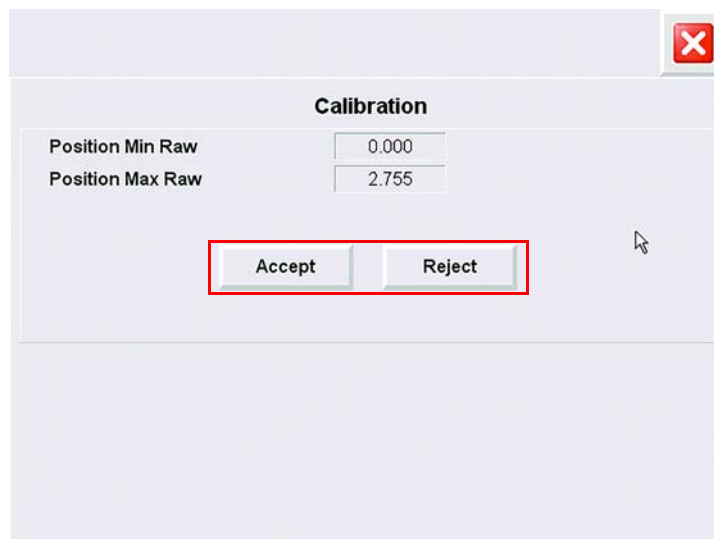 Calibration
Position Min Raw 0.000
Position Max Raw 2.755
Accept Reject